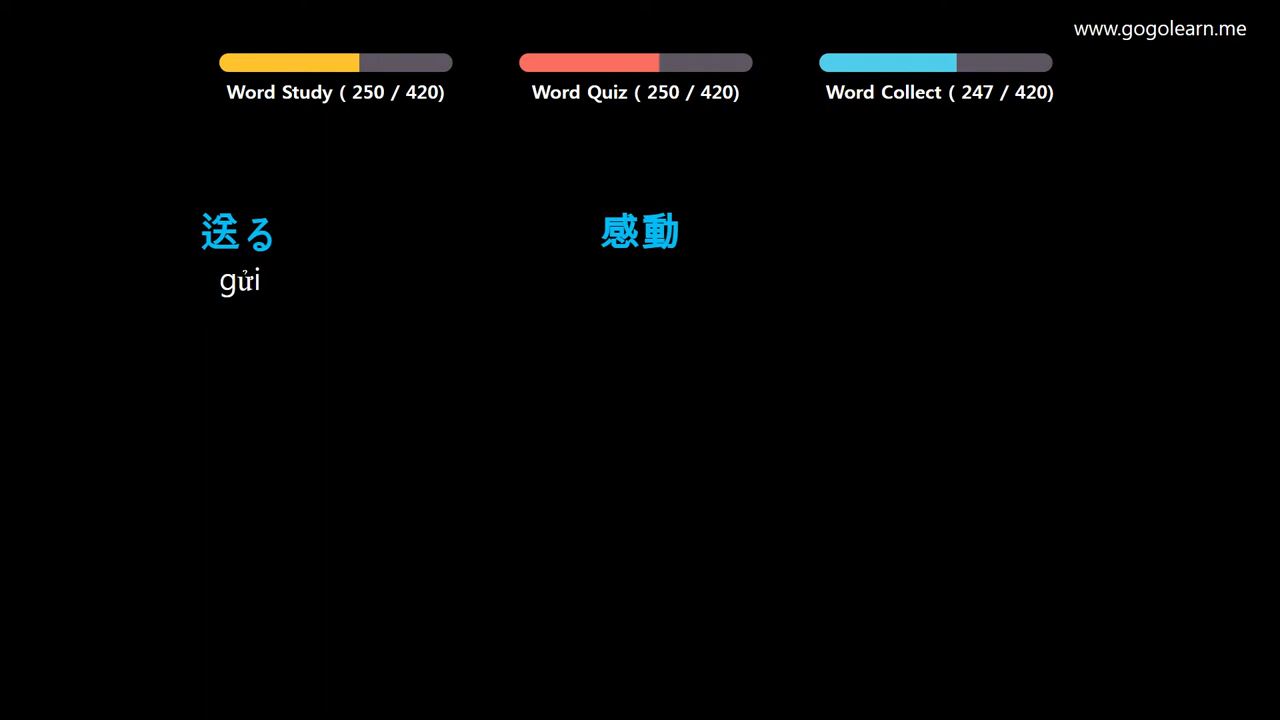 www.gogolearn.me
Word Study ( 250 / 420)
Word Quiz ( 250 / 420)
Word Collect ( 247 / 420)
送る
感動
gửi